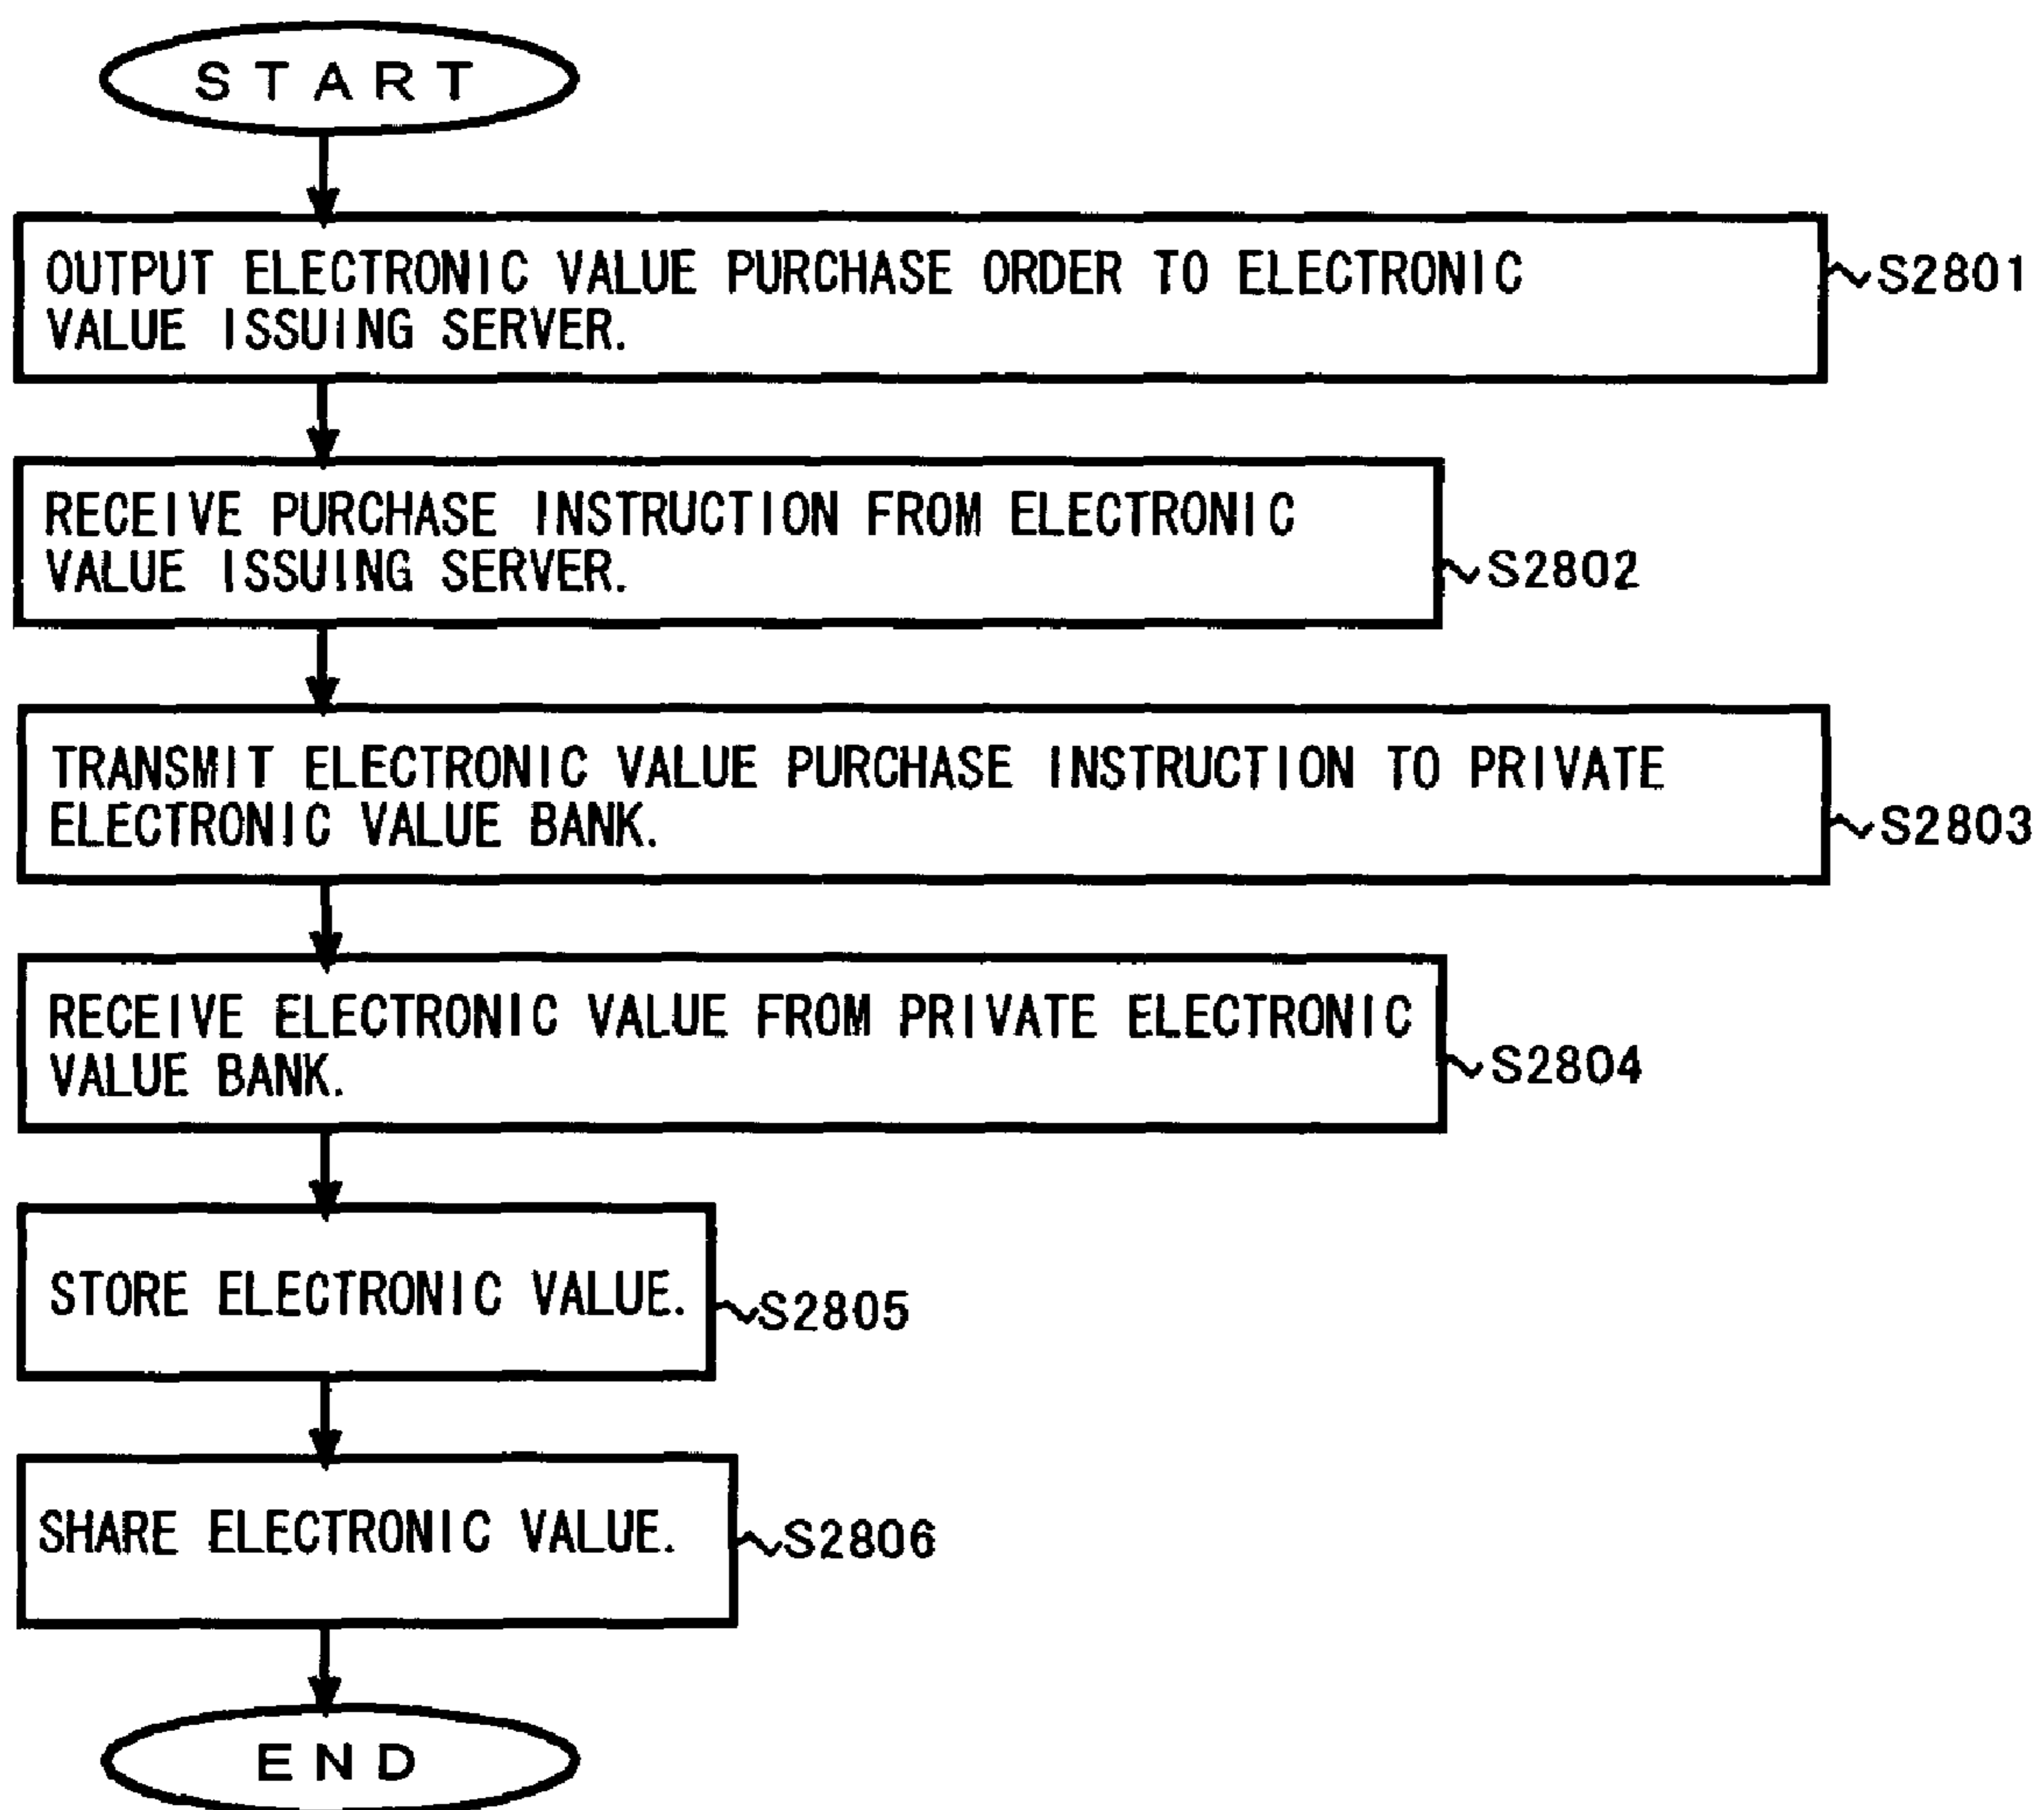 START
OUTPUT ELECTRONIC VALUE PURCHASE ORDER TO ELECTRONIC
VALUE ISSUING SERVER.
S2801
RECEIVE PURCHASE INSTRUCTION FROM ELECTRONIC
VALUE ISSUING SERVER.
S2802
TRANSMIT ELECTRONIC VALUE PURCHASE INSTRUCTION TO PRIVATE
ELECTRONIC VALUE BANK.
S2803
RECEIVE ELECTRONIC VALUE FROM PRIVATE ELECTRONIC
VALUE BANK.
S2804
STORE ELECTRONIC VALUE.
S2805
SHARE ELECTRONIC VALUE.
S2806
END